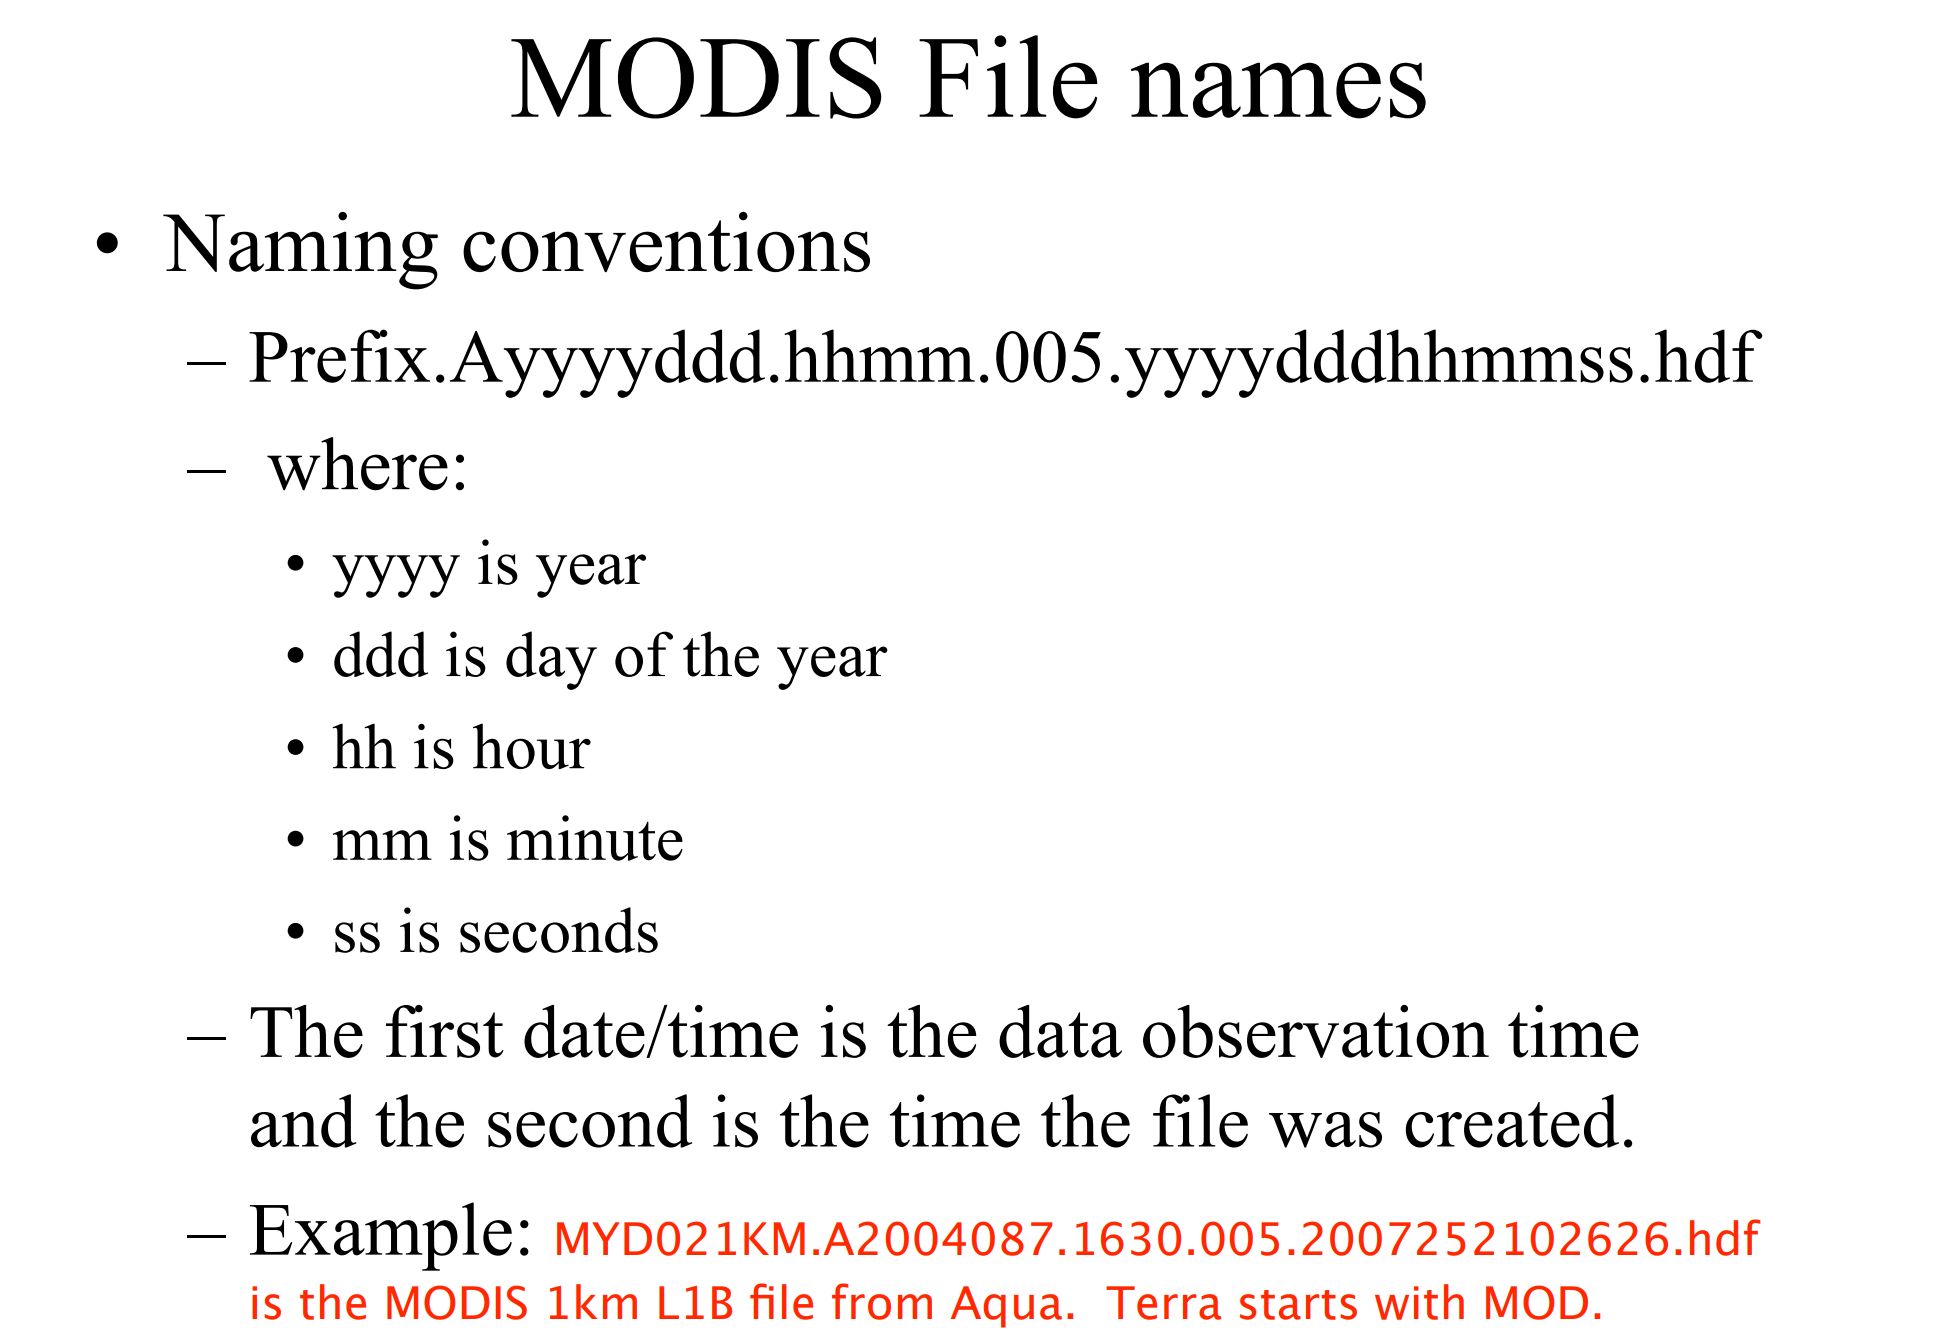 MODIS File names
• Naming conventions
– Prefix.Ayyyyddd.hhmm.005.yyyydddhhmmss.hdf
– where:
• yyyy is year
• ddd is day of the year
• hh is hour
• mm is minute
• ss is seconds
– The first date/time is the data observation time
and the second is the time the file was created.
– Example: MYD021KM.A2004087.1630.005.2007252102626.hdf
is the MODIS 1km L1B file from Aqua.  Terra starts with MOD.